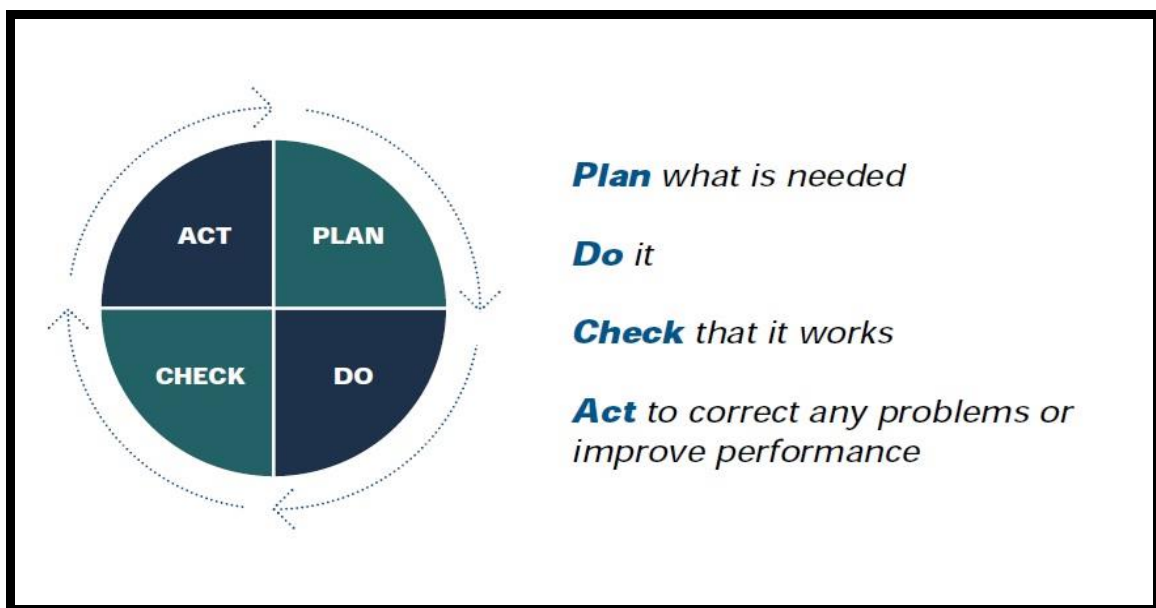 ACT
PLAN
CHECK
DO
Plan what is needed
Do it
Check that it works
Act to correct any problems or
improve performance